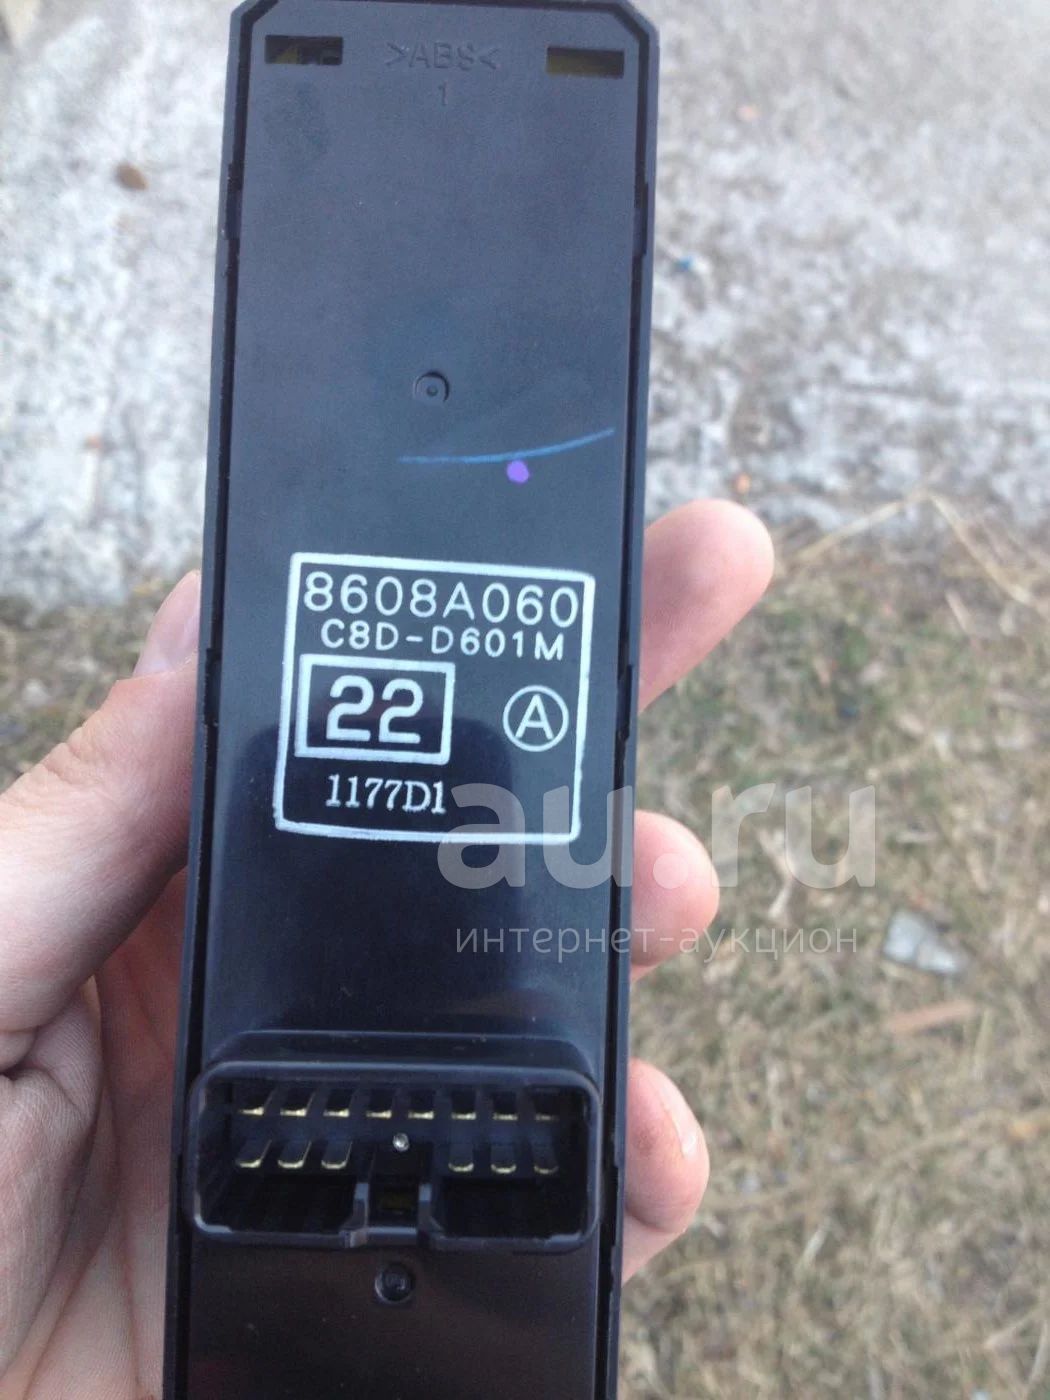 >ABS<
1
8608A060
C8D-D601M
22
A
1177D1
au.ru
интернет-аукцион